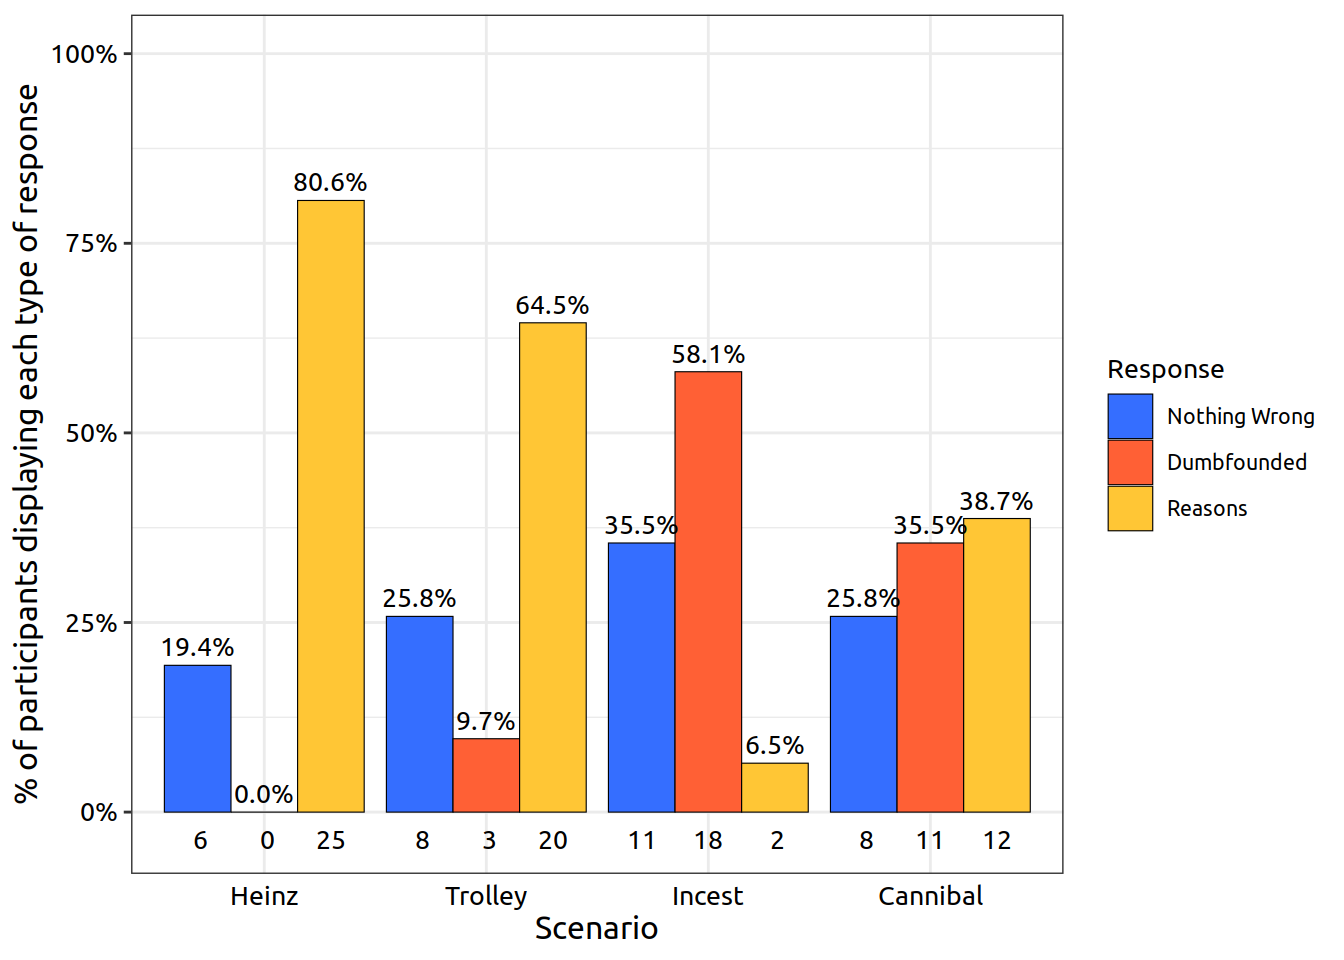 % of participants displaying each type of response
100%
75%
50%
25%
0%
19.4%
0.0%
80.6%
25.8%
9.7%
64.5%
35.5%
58.1%
6.5%
25.8%
35.5%
38.7%
6 0 25 8 3 20 11 18 2 8 11 12
Heinz Trolley Incest Cannibal
Scenario
Response
Nothing Wrong
Dumbfounded
Reasons